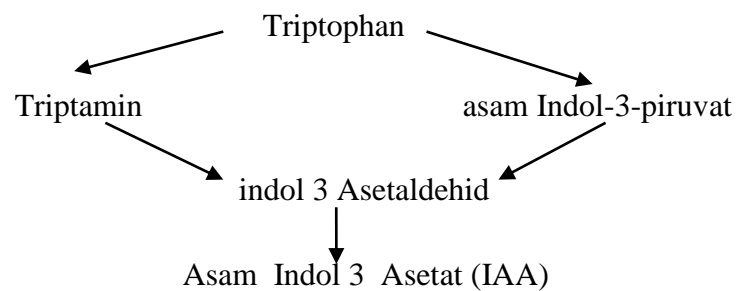 Triptophan
Triptamin
asam Indol-3-piruvat
indol 3 Asetaldehid
Asam Indol 3 Asetat (IAA)